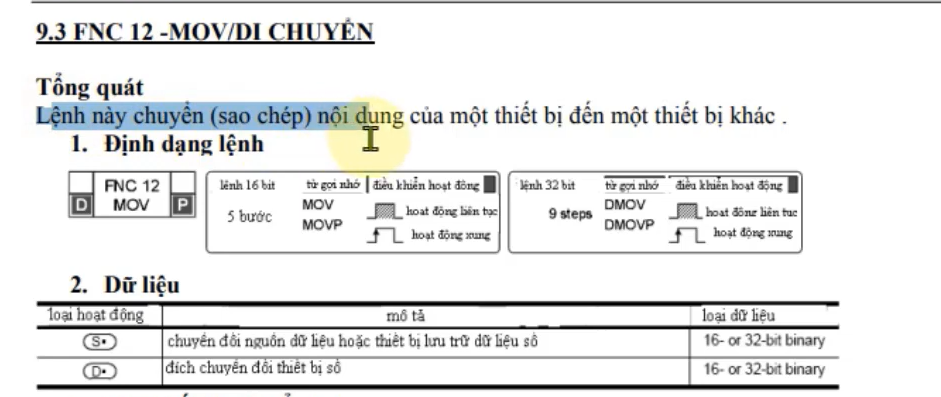 9.3 FNC 12 -MOV/DI CHUYỂN
Tổng quát
Lệnh này chuyển (sao chép) nội dung của một thiết bị đến một thiết bị khác .
1. Định dạng lệnh
FNC 12
D MOV P
lệnh 16 bit từ gợi nhớ điều khiển hoạt động
5 bước MOV hoạt động liên tục
MOVP hoạt động xung
lệnh 32 bit từ gợi nhớ điều khiển hoạt động
9 steps DMOV hoạt động liên tục
DMOVP hoạt động xung
2. Dữ liệu
loại hoạt động mô tả loại dữ liệu
S• chuyển đổi nguồn dữ liệu hoặc thiết bị lưu trữ dữ liệu số 16- or 32-bit binary
D• đích chuyển đổi thiết bị số 16- or 32-bit binary